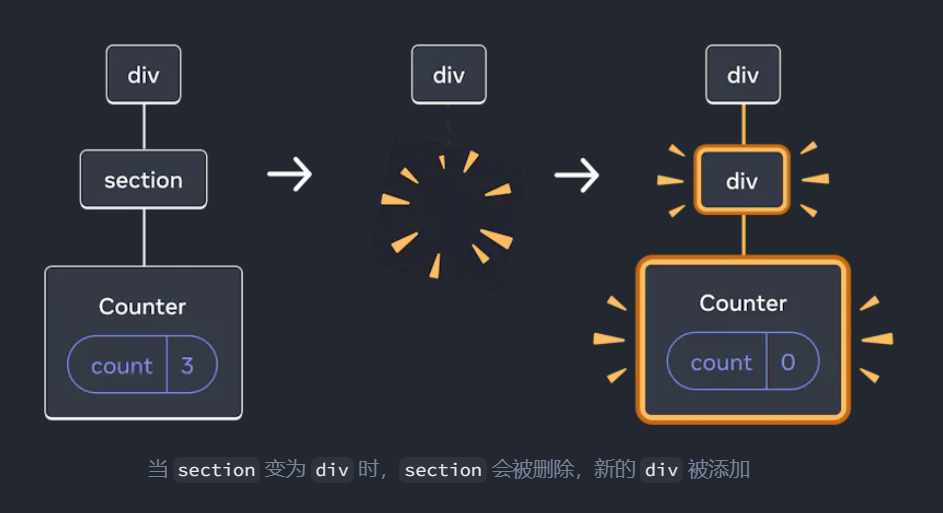 div
section
Counter
count 3
div
div
div
Counter
count 0
当 section 变为 div 时，section 会被删除，新的 div 被添加